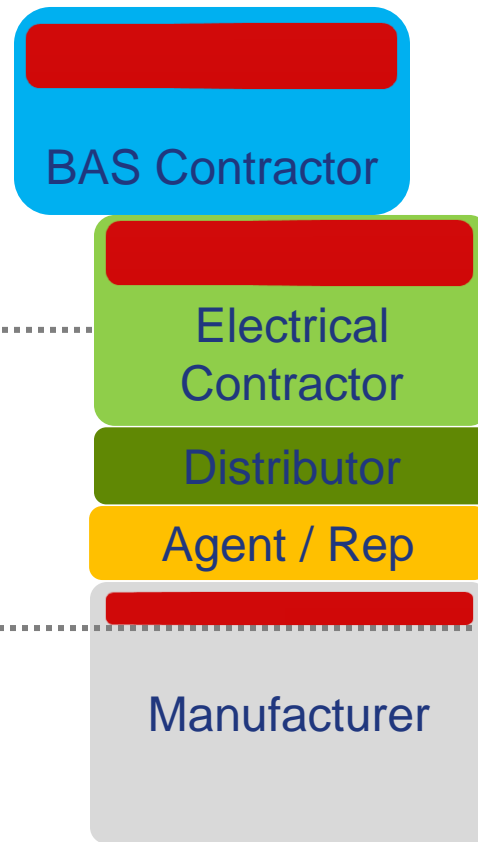 BAS Contractor
Electrical
Contractor
Distributor
Agent / Rep
Manufacturer